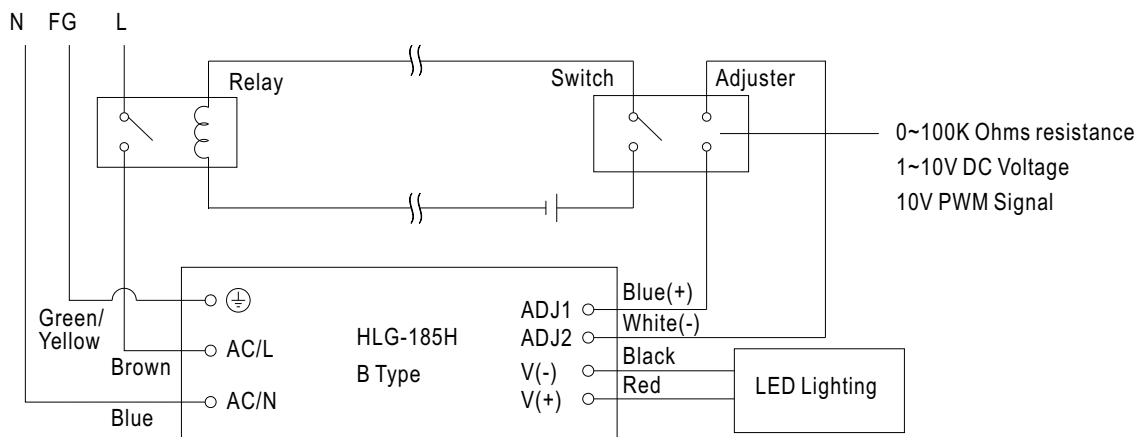 N FG L
Relay
Switch
Adjuster
0~100K Ohms resistance
1~10V DC Voltage
10V PWM Signal
Green/
Yellow
Brown
Blue
AC/L
AC/N
HLG-185H
B Type
ADJ1
ADJ2
V(-)
V(+)
Blue(+)
White(-)
Black
Red
LED Lighting